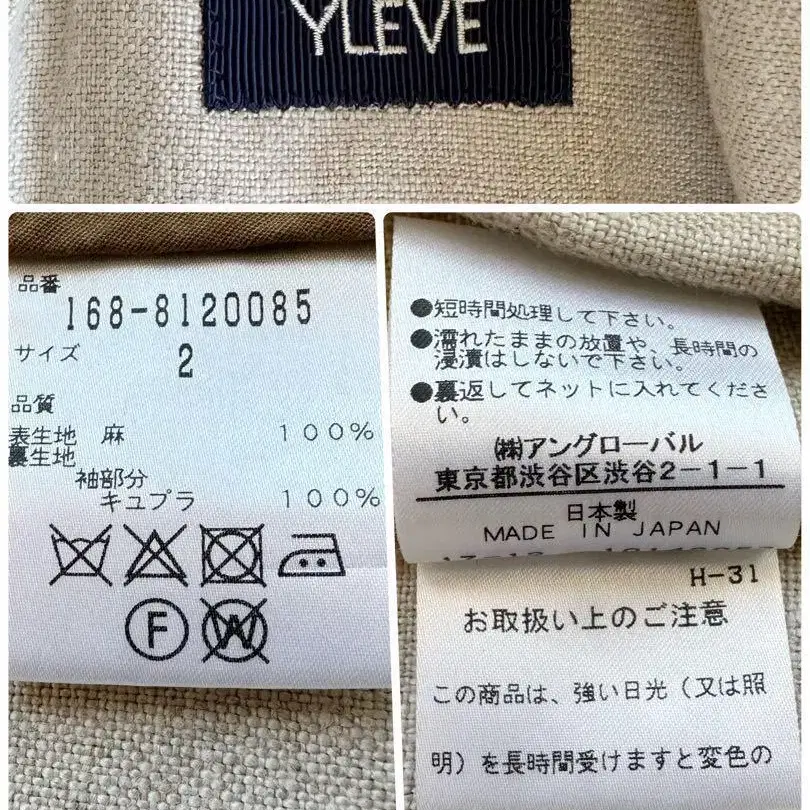 YLEVE
品番
168-8120085
サイズ
2
品質
表生地 麻 100%
裏生地
袖部分
キュプラ 100%
F
W
●短時間処理して下さい。
●濡れたままの放置や、長時間の
浸漬はしないで下さい。
●裏返してネットに入れてくださ
い。
㈱アングローバル
東京都渋谷区渋谷2-1-1
日本製
MADE IN JAPAN
H-31
お取扱い上のご注意
この商品は、強い日光（又は照
明）を長時間受けますと変色の